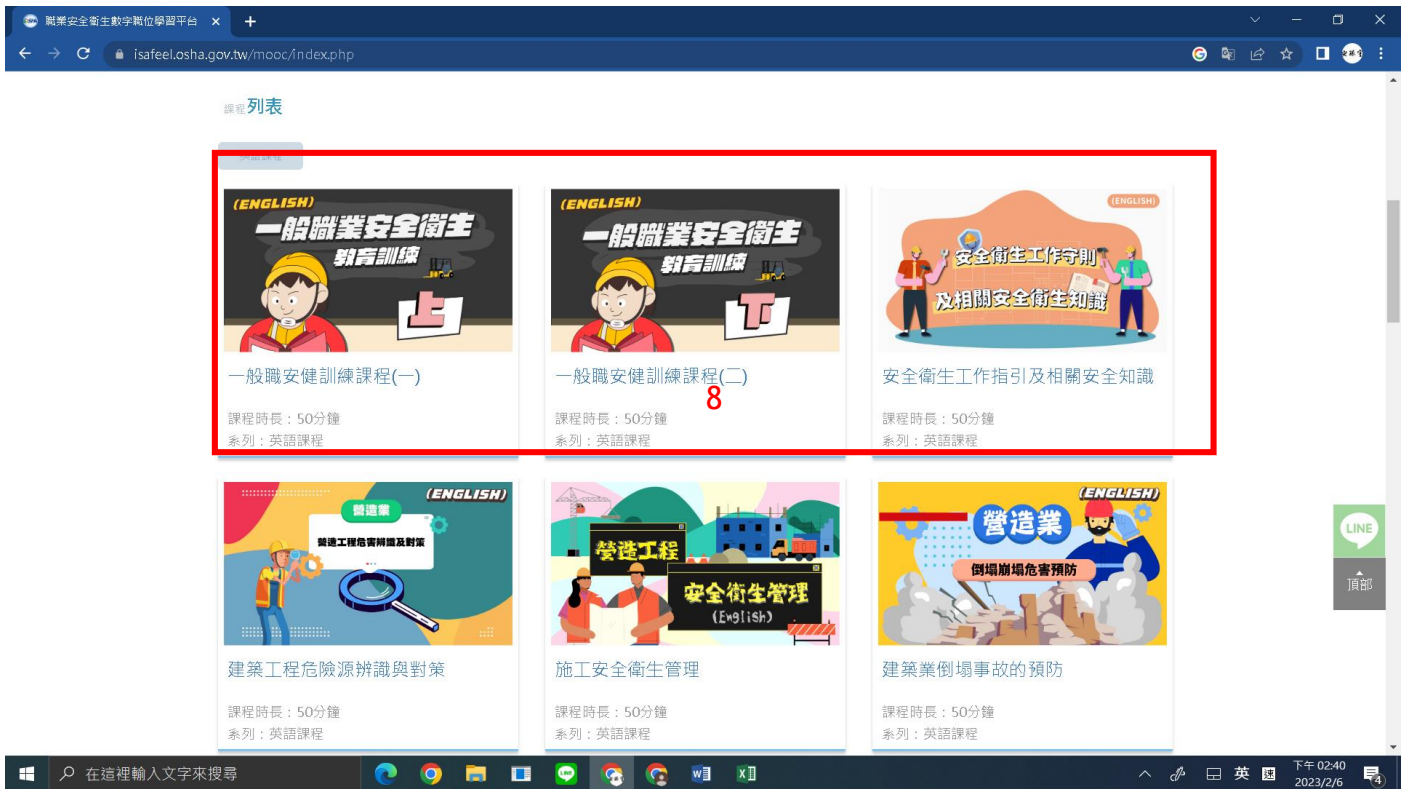 職業安全衛生數字職位學習平台
isafeel.osha.gov.tw/mooc/index.php
課程列表
英語課程
(ENGLISH)
一般職業安全衛生
教育訓練
上
(ENGLISH)
一般職業安全衛生
教育訓練
下
(ENGLISH)
安全衛生工作守則
及相關安全衛生知識
一般職安健訓練課程(一)
一般職安健訓練課程(二)
安全衛生工作指引及相關安全知識
8
課程時長：50分鐘
課程時長：50分鐘
課程時長：50分鐘
系列：英語課程
系列：英語課程
系列：英語課程
(ENGLISH)
營造業
營造工程危害辨識及對策
營造工程
安全衛生管理
(English)
(ENGLISH)
營造業
倒塌崩塌危害預防
LINE
頂部
建築工程危險源辨識與對策
施工安全衛生管理
建築業倒塌事故的預防
課程時長：50分鐘
課程時長：50分鐘
課程時長：50分鐘
系列：英語課程
系列：英語課程
系列：英語課程
在這裡輸入文字來搜尋
英
下午 02:40
2023/2/6
4